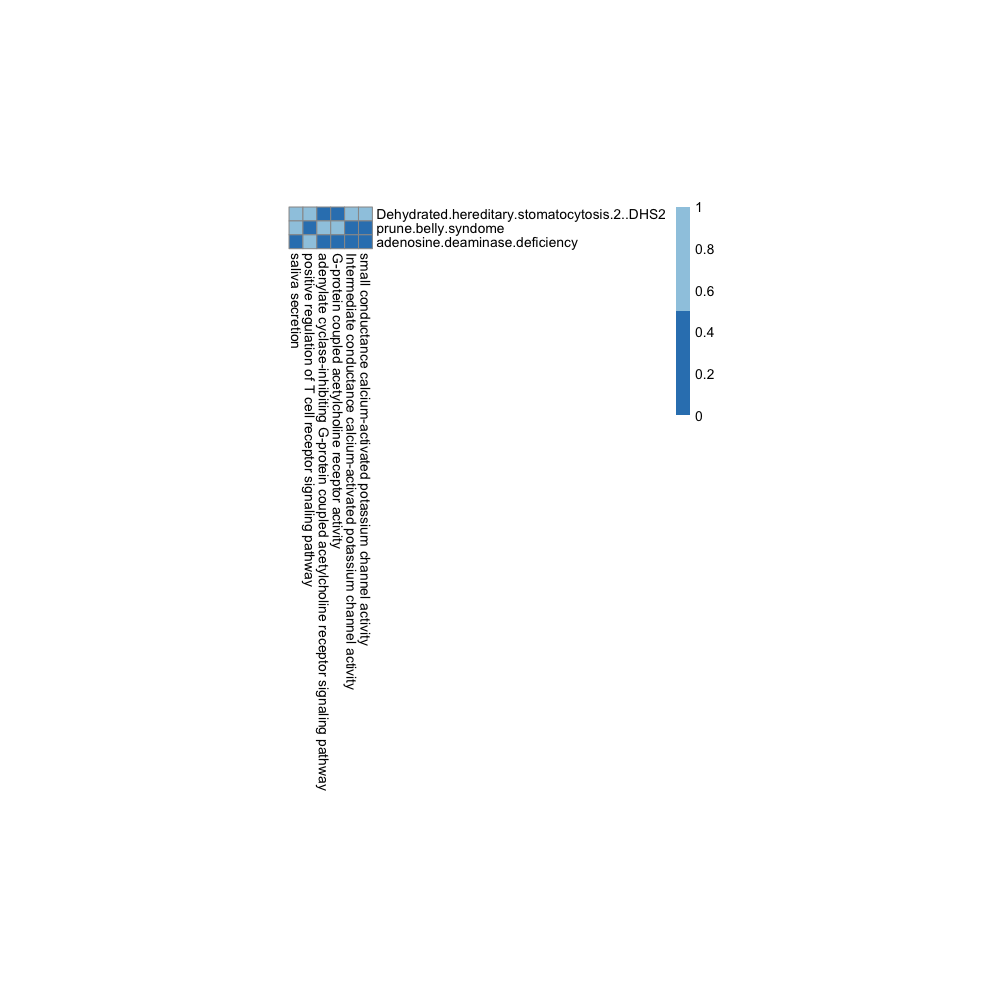 Dehydrated.hereditary.stomatocytosis.2..DHS2
prune.belly.syndome
adenosine.deaminase.deficiency
1
0.8
0.6
0.4
0.2
0
saliva secretion
positive regulation of T cell receptor signaling pathway
adenylate cyclase-inhibiting G-protein coupled acetylcholine receptor signaling pathway
G-protein coupled acetylcholine receptor activity
Intermediate conductance calcium-activated potassium channel activity
small conductance calcium-activated potassium channel activity